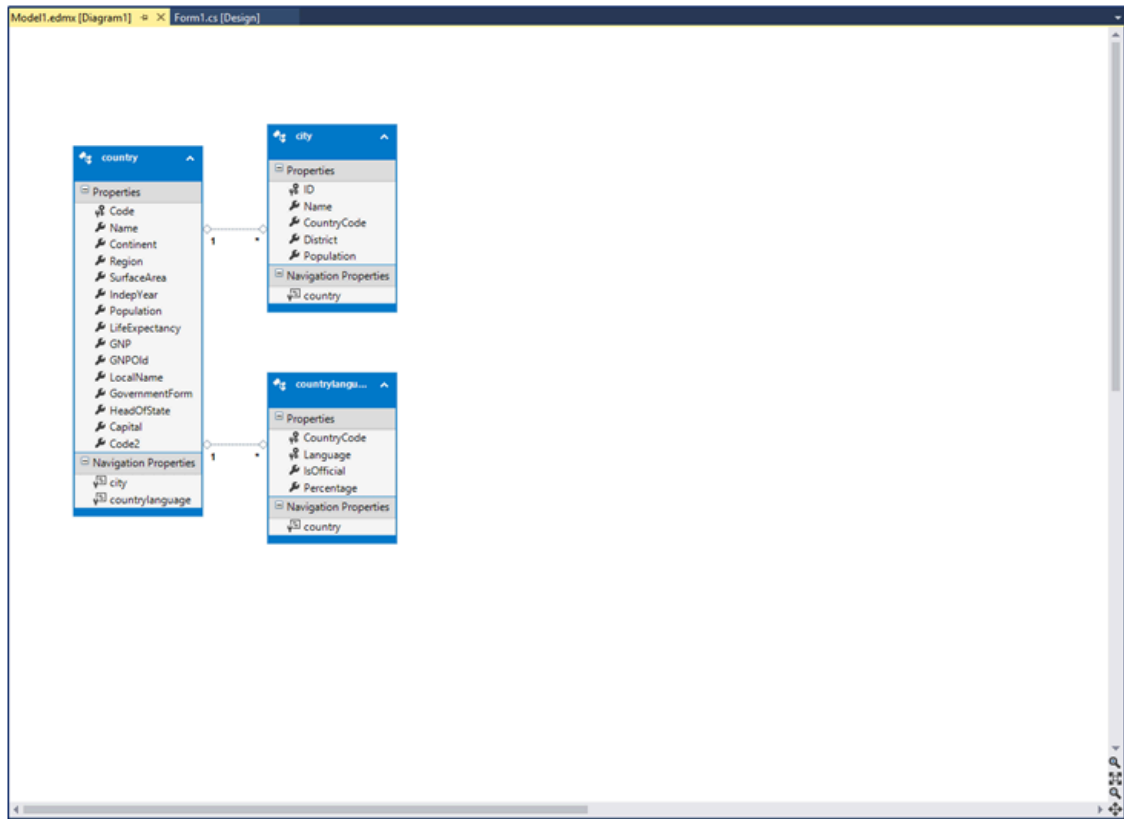 Model1.edmx [Diagram1]
Form1.cs [Design]
country
Properties
Code
Name
Continent
Region
SurfaceArea
IndepYear
Population
LifeExpectancy
GNP
GNPOld
LocalName
GovernmentForm
HeadOfState
Capital
Code2
Navigation Properties
city
countrylanguage
1
*
1
*
city
Properties
ID
Name
CountryCode
District
Population
Navigation Properties
country
countrylangu...
Properties
CountryCode
Language
IsOfficial
Percentage
Navigation Properties
country